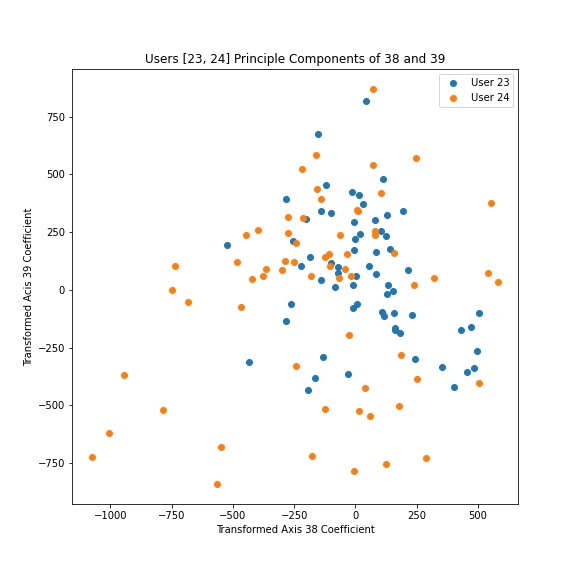 Users [23, 24] Principle Components of 38 and 39
User 23
User 24
Transformed Acis 39 Coefficient
750
500
250
0
−250
−500
−750
−1000
−750
−500
−250
0
250
500
Transformed Axis 38 Coefficient